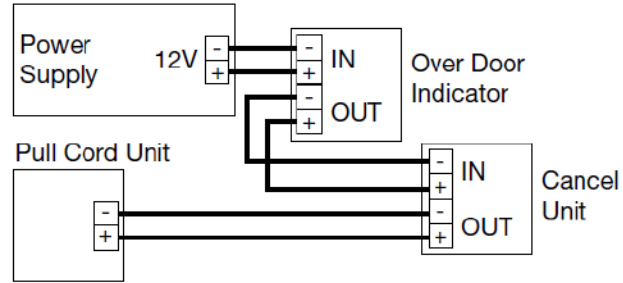 Power
Supply
12V
-
+
-
+
IN
-
+
OUT
Over Door
Indicator
Pull Cord Unit
-
+
-
+
IN
-
+
OUT
Cancel
Unit